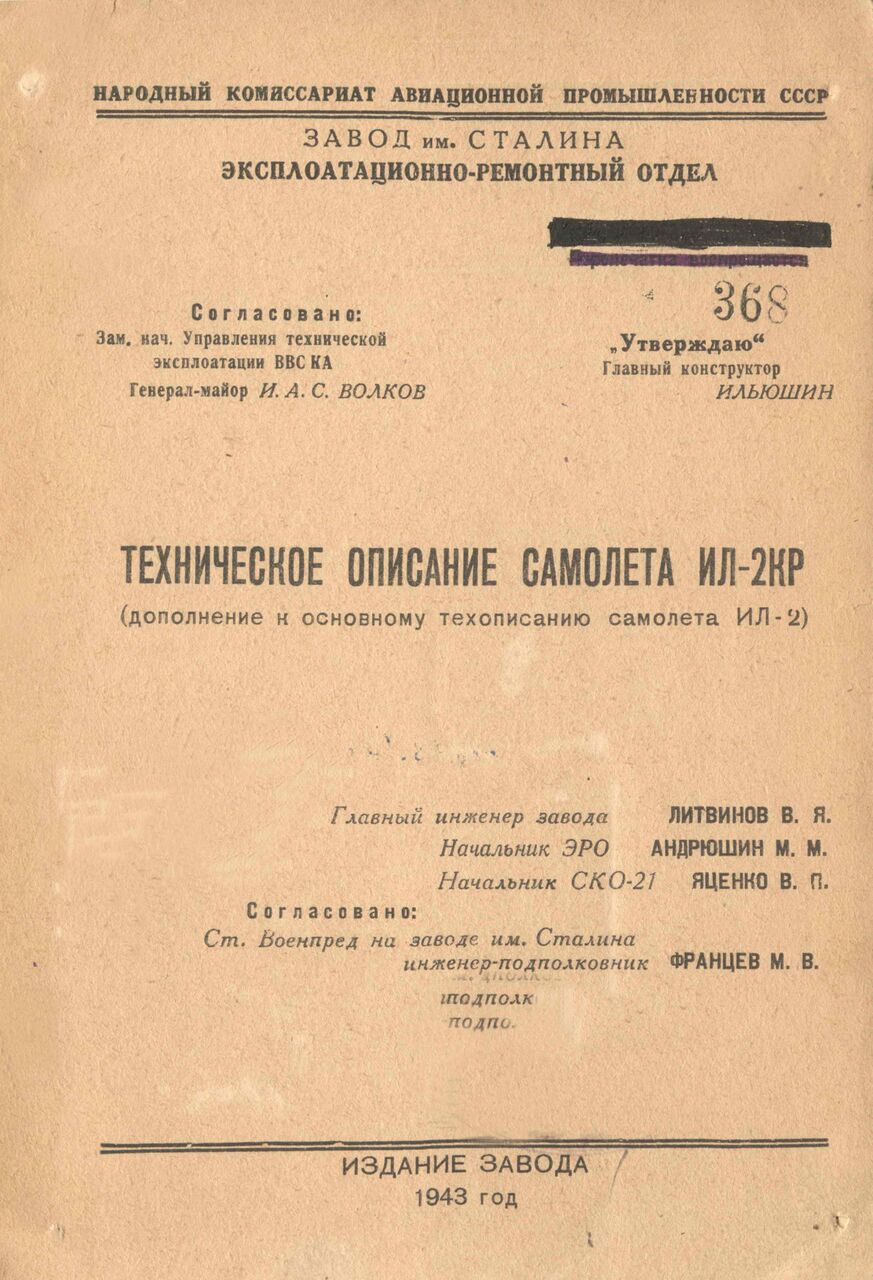 НАРОДНЫЙ КОМИССАРИАТ АВИАЦИОННОЙ ПРОМЫШЛЕННОСТИ СССР
ЗАВОД им. СТАЛИНА
ЭКСПЛОАТАЦИОННО-РЕМОНТНЫЙ ОТДЕЛ
368
Согласовано:
Зам. нач. Управления технической
эксплоатации ВВС КА
Генерал-майор И. А. С. ВОЛКОВ
„Утверждаю“
Главный конструктор
ИЛЬЮШИН
ТЕХНИЧЕСКОЕ ОПИСАНИЕ САМОЛЕТА ИЛ-2КР
(дополнение к основному техописанию самолета ИЛ-2)
Главный инженер завода ЛИТВИНОВ В. Я.
Начальник ЭРО АНДРЮШИН М. М.
Начальник СКО-21 ЯЦЕНКО В. П.
Согласовано:
Ст. Военпред на заводе им. Сталина
инженер-подполковник ФРАНЦЕВ М. В.
подполк
подпо
ИЗДАНИЕ ЗАВОДА
1943 год